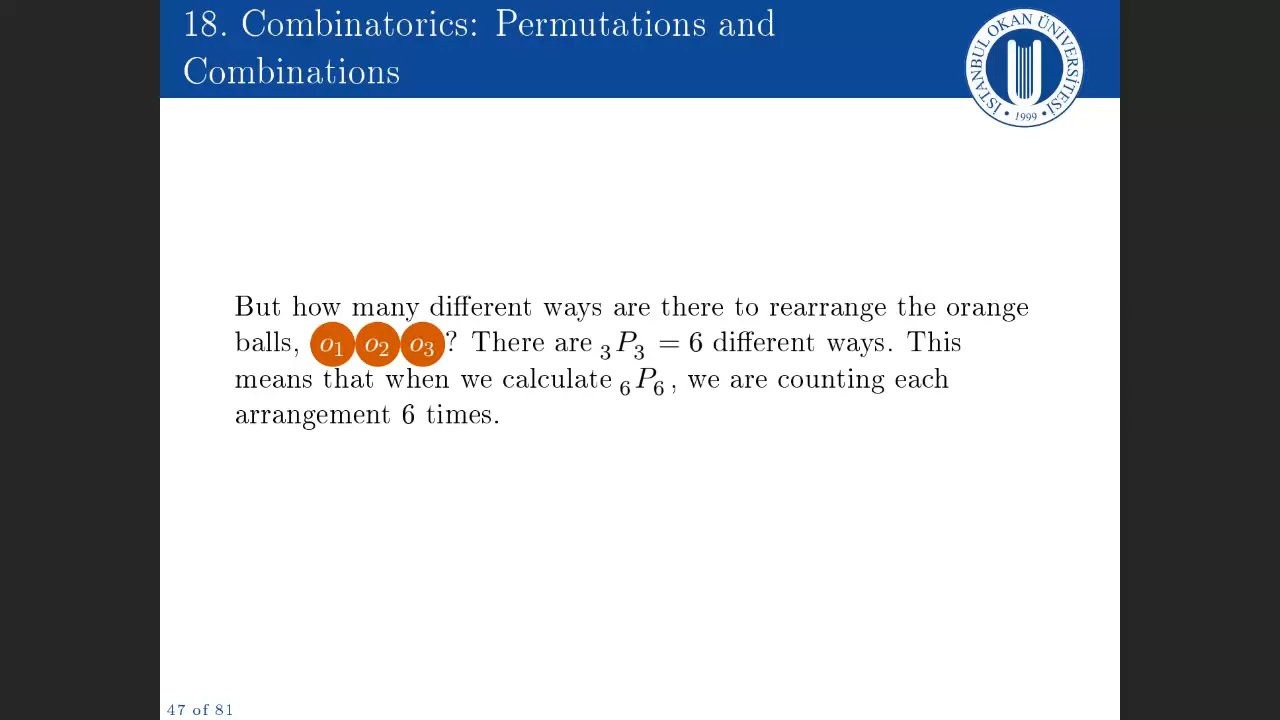 18. Combinatorics: Permutations and
Combinations
İSTANBUL OKAN ÜNİVERSİTESİ
• 1999 •
But how many different ways are there to rearrange the orange
balls, o₁ o₂ o₃? There are ₃P₃ = 6 different ways. This
means that when we calculate ₆P₆, we are counting each
arrangement 6 times.
47 of 81